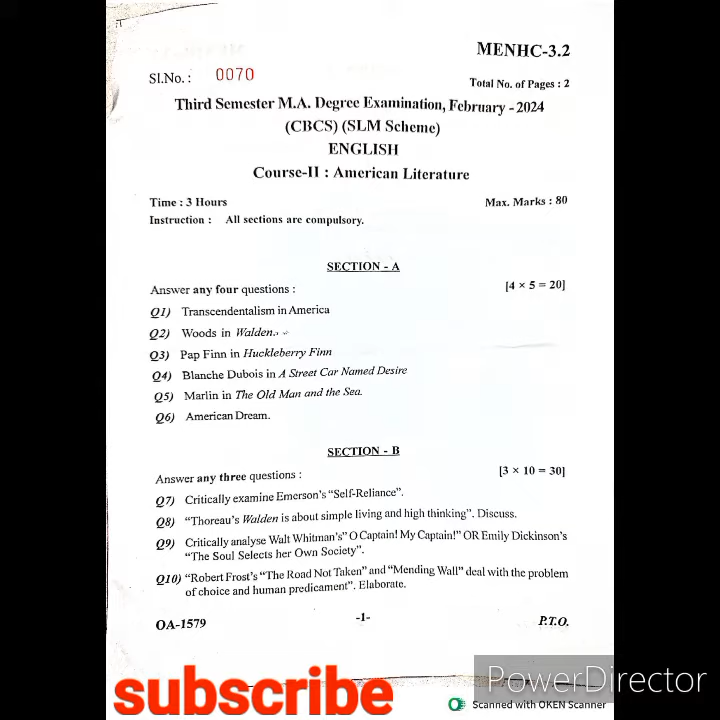 MENHC-3.2
Sl.No. : 0070
Total No. of Pages : 2
Third Semester M.A. Degree Examination, February - 2024
(CBCS) (SLM Scheme)
ENGLISH
Course-II : American Literature
Time : 3 Hours
Max. Marks : 80
Instruction : All sections are compulsory.
SECTION - A
Answer any four questions :
[4 × 5 = 20]
Q1) Transcendentalism in America
Q2) Woods in Walden.
Q3) Pap Finn in Huckleberry Finn
Q4) Blanche Dubois in A Street Car Named Desire
Q5) Marlin in The Old Man and the Sea.
Q6) American Dream.
SECTION - B
Answer any three questions :
[3 × 10 = 30]
Q7) Critically examine Emerson's "Self-Reliance".
Q8) "Thoreau's Walden is about simple living and high thinking". Discuss.
Q9) Critically analyse Walt Whitman's" O Captain! My Captain!" OR Emily Dickinson's
"The Soul Selects her Own Society".
Q10) "Robert Frost's "The Road Not Taken" and "Mending Wall" deal with the problem
of choice and human predicament". Elaborate.
OA-1579
-1-
P.T.O.
subscribe
PowerDirector
Scanned with OKEN Scanner